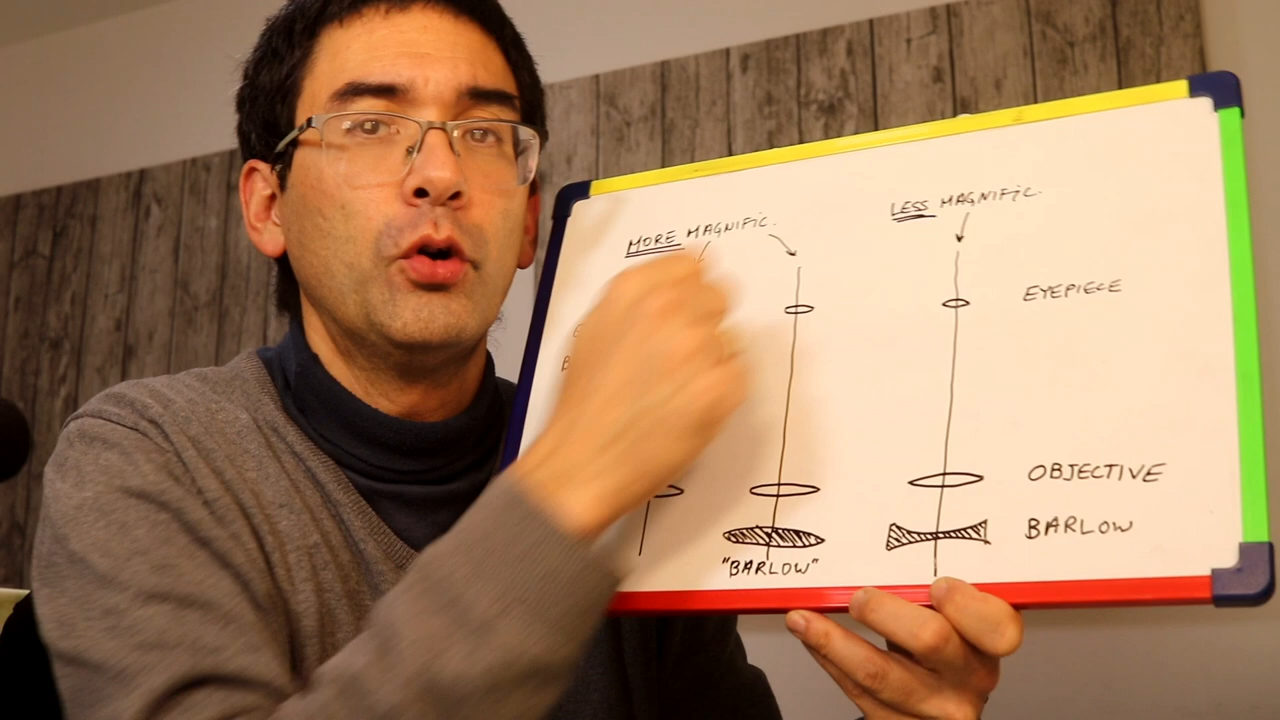 MORE MAGNIFIC.
LESS MAGNIFIC.
EYEPIECE
OBJECTIVE
BARLOW
"BARLOW"